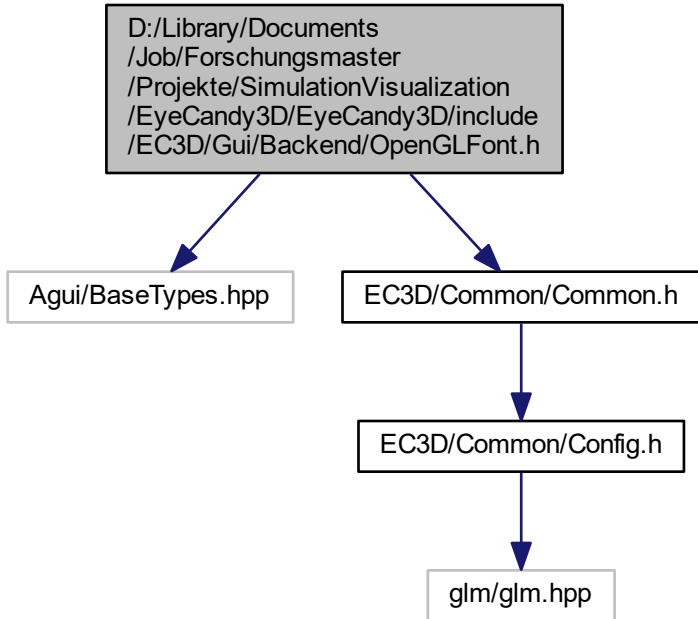 D:/Library/Documents
/Job/Forschungsmaster
/Projekte/SimulationVisualization
/EyeCandy3D/EyeCandy3D/include
/EC3D/Gui/Backend/OpenGLFont.h
Agui/BaseTypes.hpp
EC3D/Common/Common.h
EC3D/Common/Config.h
glm/glm.hpp